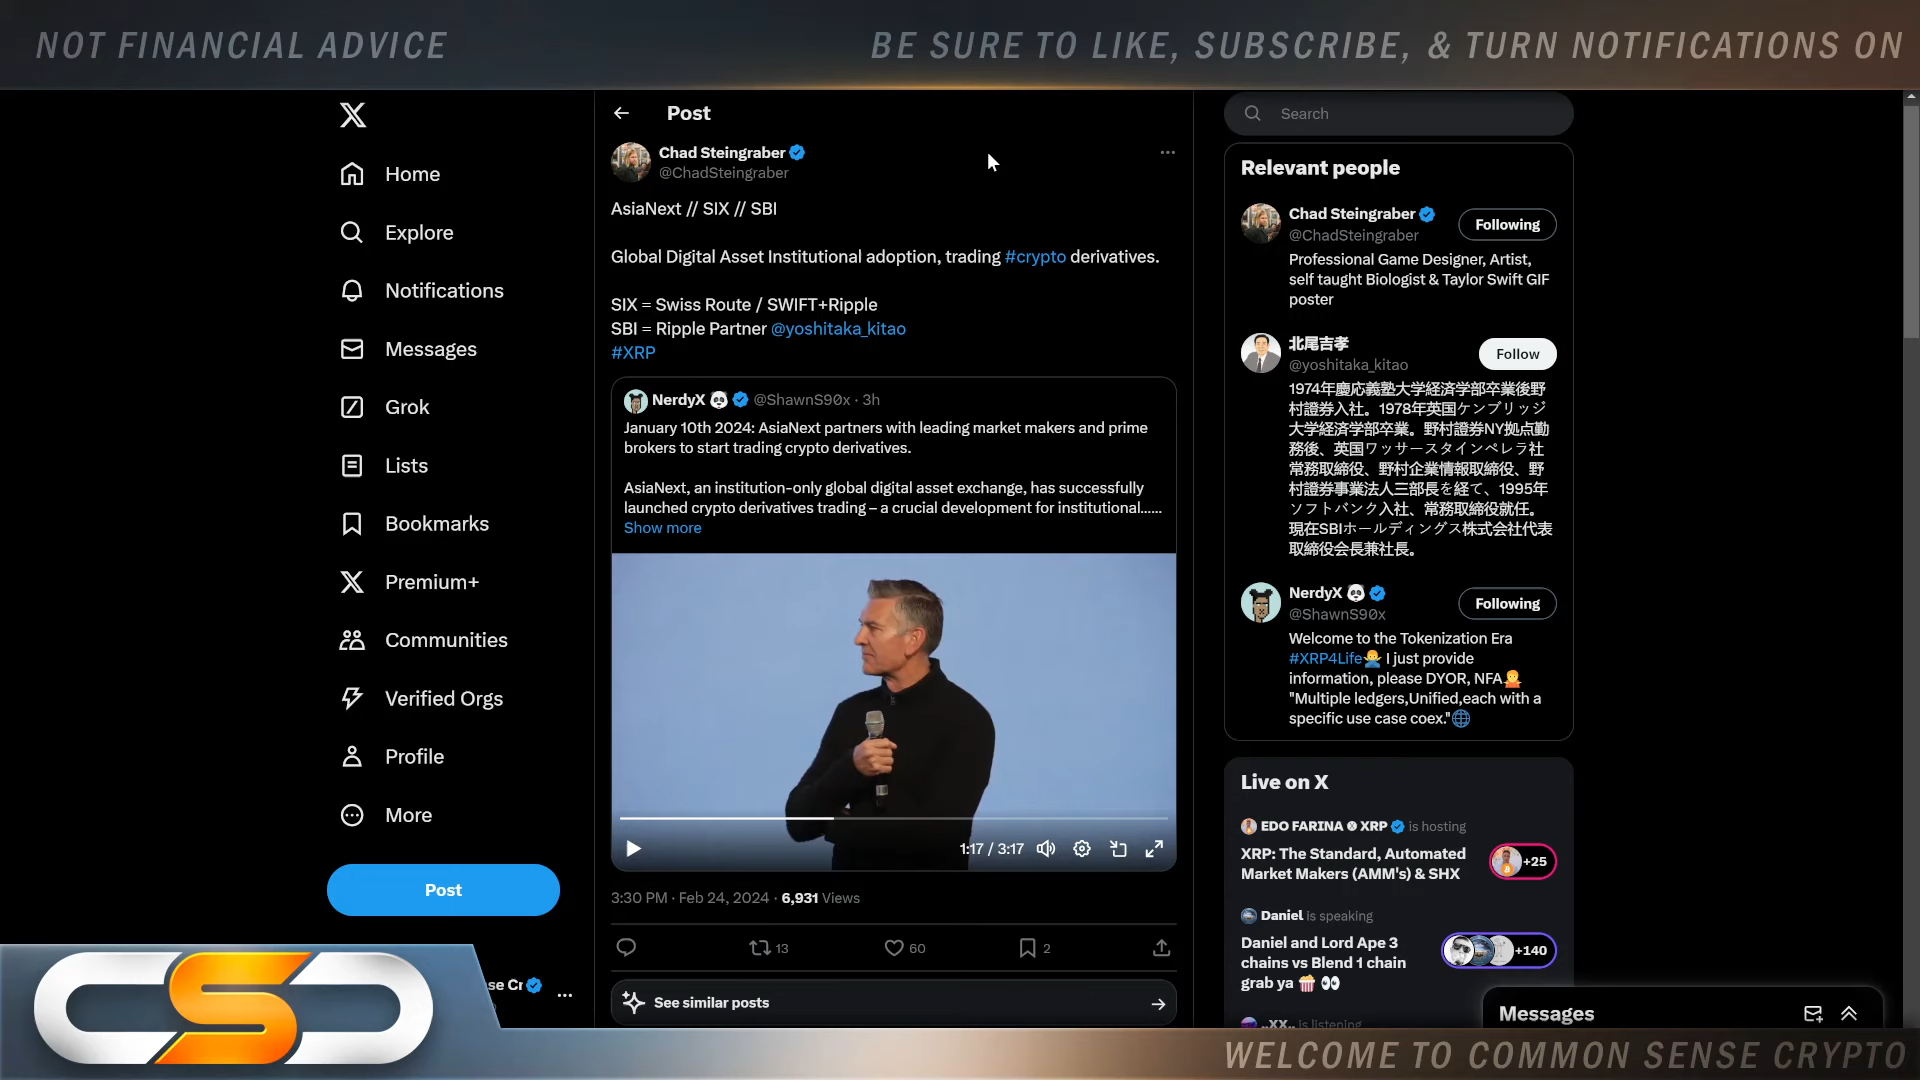 NOT FINANCIAL ADVICE
BE SURE TO LIKE, SUBSCRIBE, & TURN NOTIFICATIONS ON
Home
Explore
Notifications
Messages
Grok
Lists
Bookmarks
Premium+
Communities
Verified Orgs
Profile
More
Post
se Cr
Post
Chad Steingraber
@ChadSteingraber
AsiaNext // SIX // SBI
Global Digital Asset Institutional adoption, trading #crypto derivatives.
SIX = Swiss Route / SWIFT+Ripple
SBI = Ripple Partner @yoshitaka_kitao
#XRP
NerdyX 🐼 @ShawnS90x · 3h
January 10th 2024: AsiaNext partners with leading market makers and prime
brokers to start trading crypto derivatives.
AsiaNext, an institution-only global digital asset exchange, has successfully
launched crypto derivatives trading – a crucial development for institutional......
Show more
1:17 / 3:17
3:30 PM · Feb 24, 2024 · 6,931 Views
13
60
2
See similar posts
Search
Relevant people
Chad Steingraber
Following
@ChadSteingraber
Professional Game Designer, Artist,
self taught Biologist & Taylor Swift GIF
poster
北尾吉孝
Follow
@yoshitaka_kitao
1974年慶応義塾大学経済学部卒業後野
村證券入社。1978年英国ケンブリッジ
大学経済学部卒業。野村證券NY拠点勤
務後、英国ワッサースタインペレラ社
常務取締役、野村企業情報取締役、野
村證券事業法人三部長を経て、1995年
ソフトバンク入社、常務取締役就任。
現在SBIホールディングス株式会社代表
取締役会長兼社長。
NerdyX 🐼
Following
@ShawnS90x
Welcome to the Tokenization Era
#XRP4Life🙅 I just provide
information, please DYOR, NFA🤷
"Multiple ledgers,Unified,each with a
specific use case coex."🌐
Live on X
EDO FARINA XRP is hosting
XRP: The Standard, Automated
Market Makers (AMM's) & SHX
+25
Daniel is speaking
Daniel and Lord Ape 3
chains vs Blend 1 chain
grab ya 🍿 👀
+140
..XX.. is listening
Messages
CSC
WELCOME TO COMMON SENSE CRYPTO